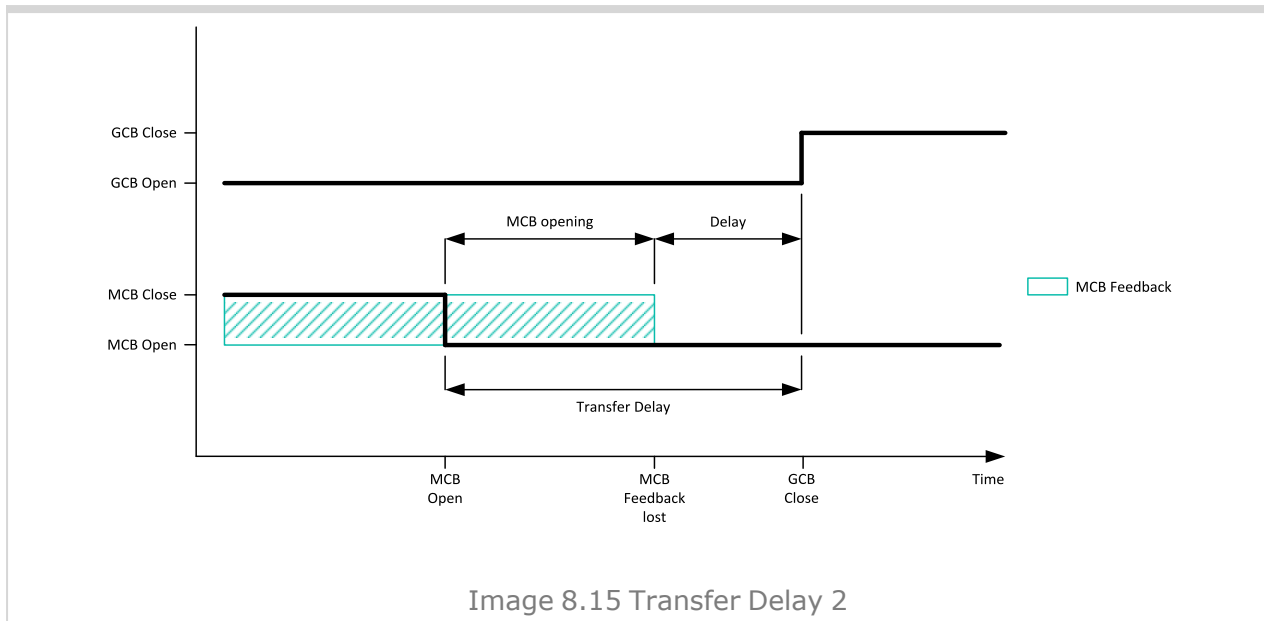 GCB Close
GCB Open
MCB opening
Delay
MCB Close
MCB Feedback
MCB Open
Transfer Delay
MCB
Open
MCB
Feedback
lost
GCB
Close
Time
Image 8.15 Transfer Delay 2